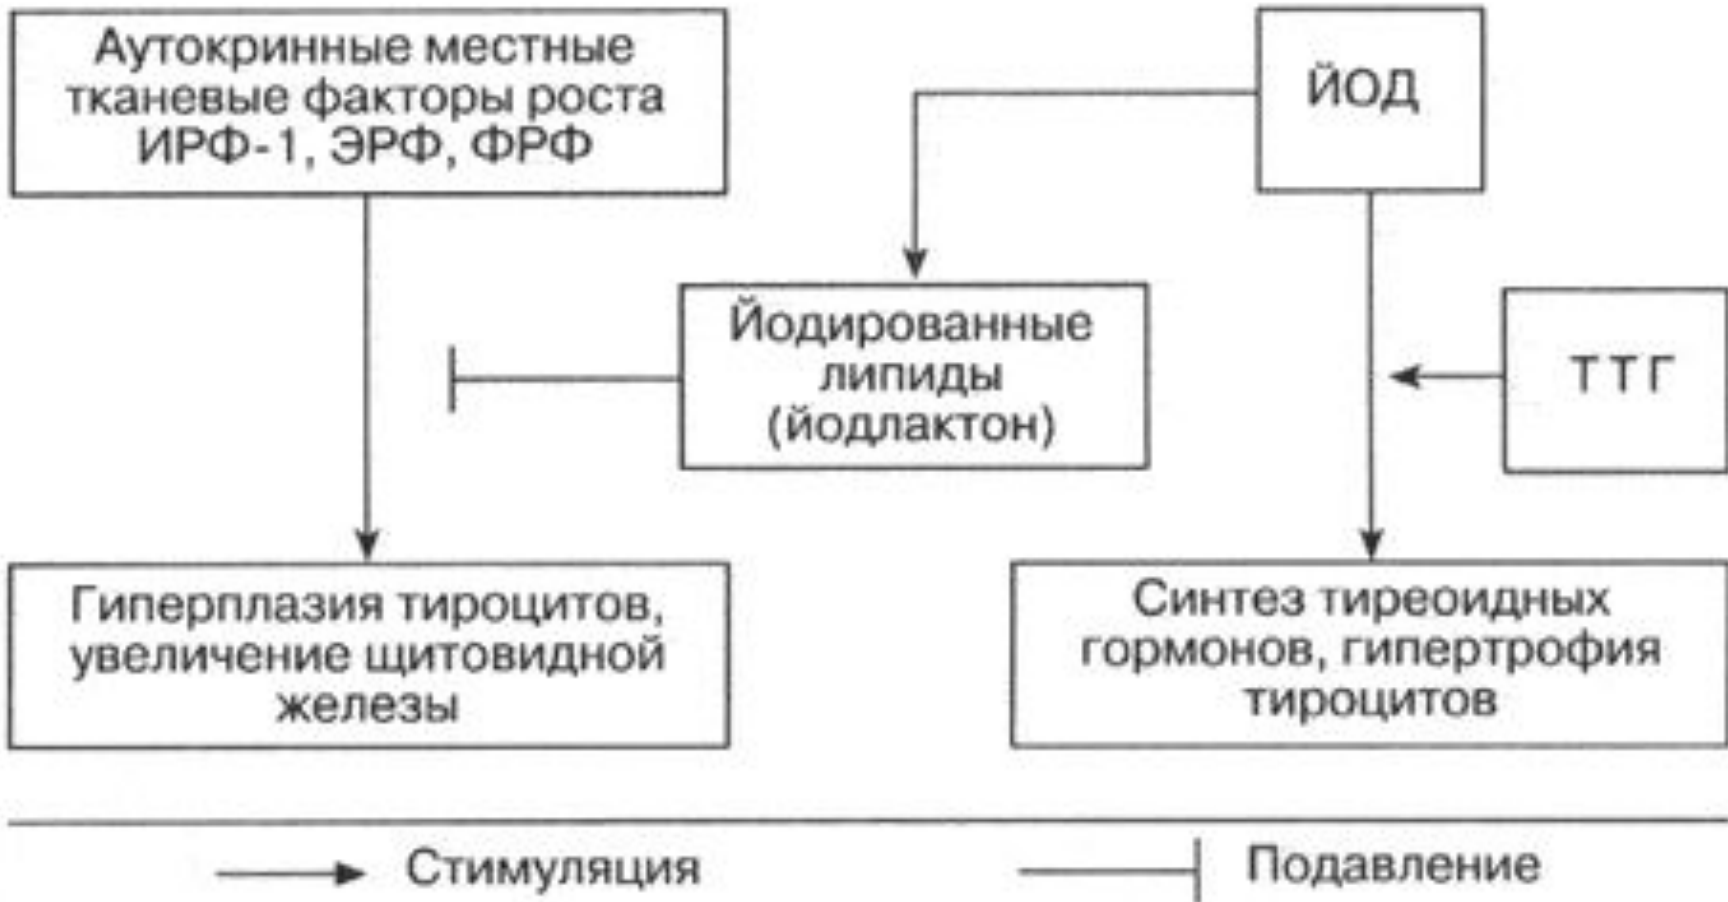 Аутокринные местные
тканевые факторы роста
ИРФ-1, ЭРФ, ФРФ
ЙОД
Йодированные
липиды
(йодлактон)
ТТГ
Гиперплазия тироцитов,
увеличение щитовидной
железы
Синтез тиреоидных
гормонов, гипертрофия
тироцитов
Стимуляция
Подавление